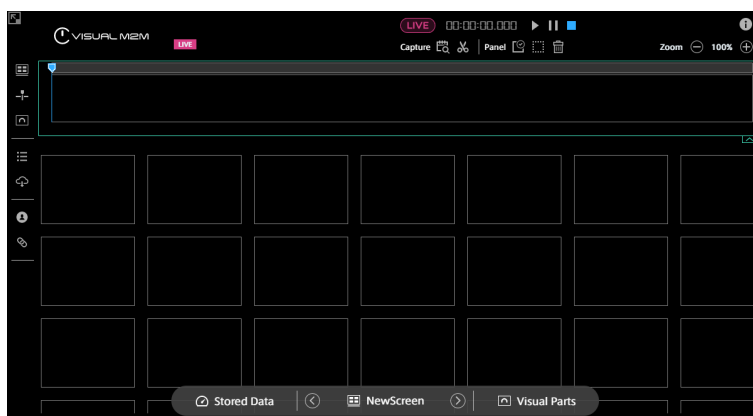 LIVE 00:00:00.000
VISUAL M2M
LIVE
Capture Panel Zoom 100%
Stored Data NewScreen Visual Parts